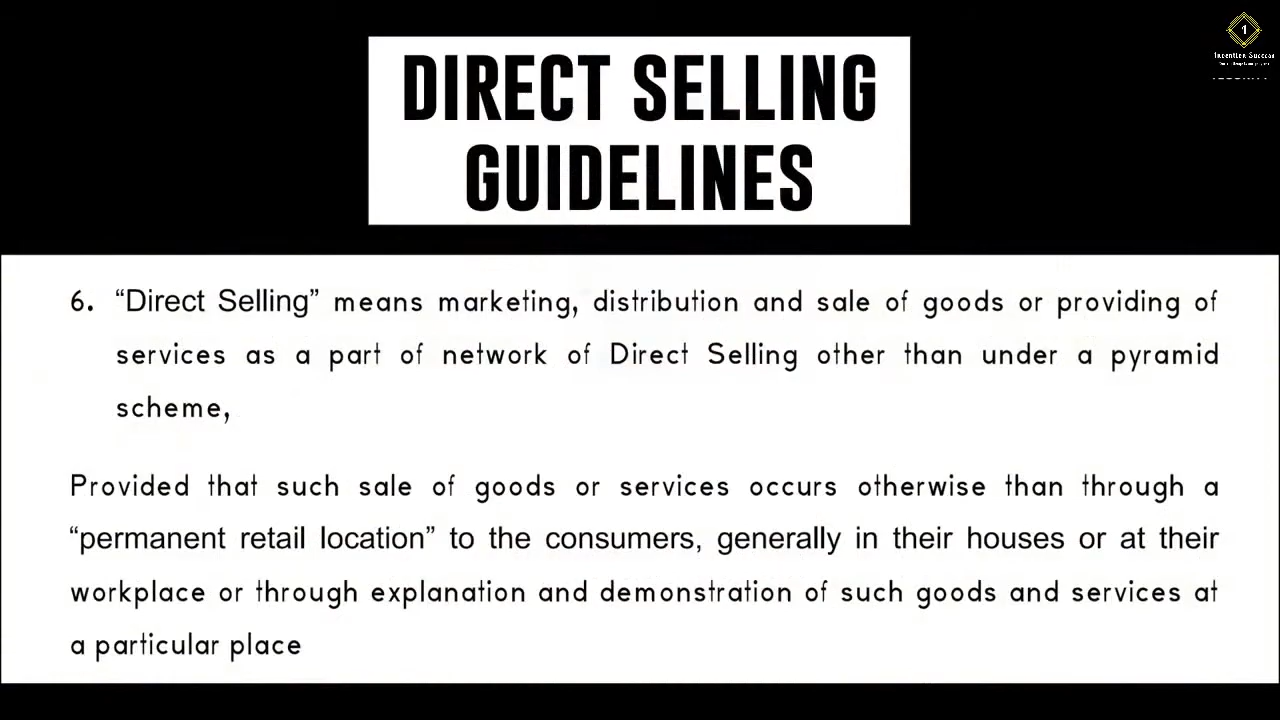 1
DIRECT SELLING
GUIDELINES
6. “Direct Selling” means marketing, distribution and sale of goods or providing of
services as a part of network of Direct Selling other than under a pyramid
scheme,
Provided that such sale of goods or services occurs otherwise than through a
“permanent retail location” to the consumers, generally in their houses or at their
workplace or through explanation and demonstration of such goods and services at
a particular place